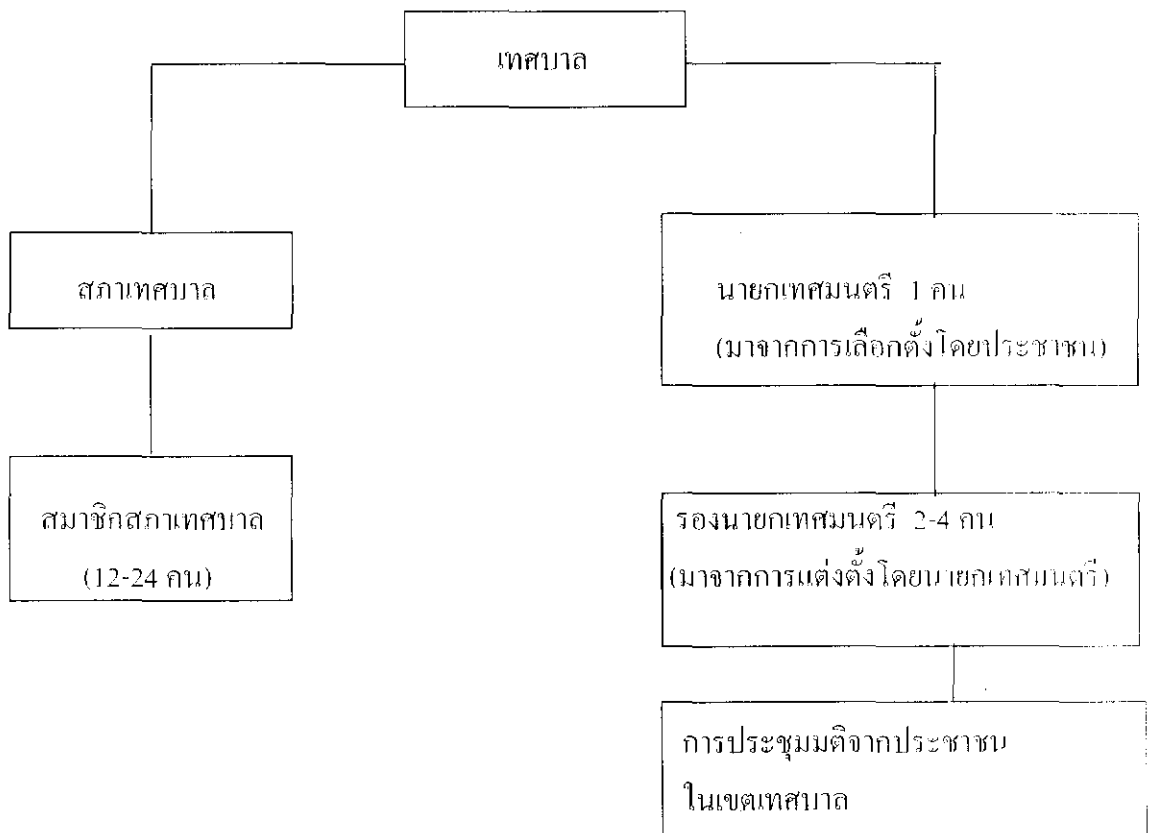 เทศบาล
สภาเทศบาล
สมาชิกสภาเทศบาล
(12-24 คน)
นายกเทศมนตรี 1 คน
(มาจากการเลือกตั้งโดยประชาชน)
รองนายกเทศมนตรี 2-4 คน
(มาจากการแต่งตั้งโดยนายกเทศมนตรี)
การประชุมมติจากประชาชน
ในเขตเทศบาล